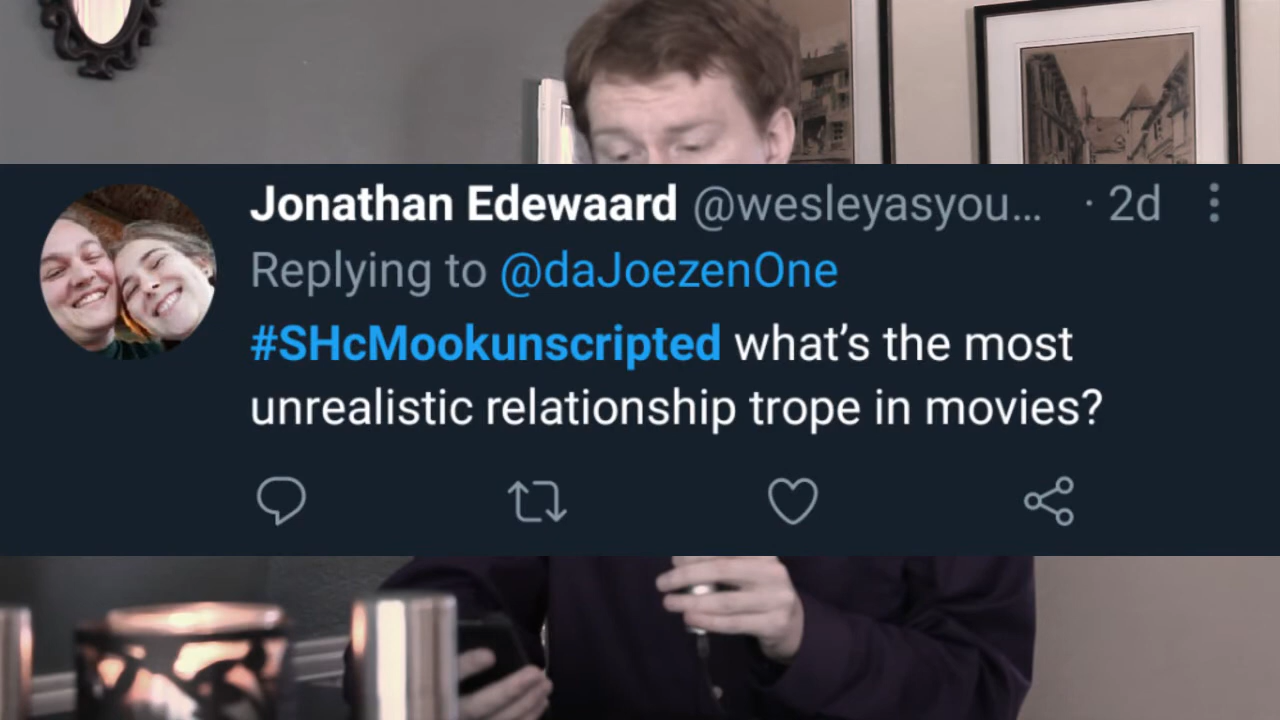 Jonathan Edewaard @wesleyasyou... · 2d
Replying to @daJoezenOne
#SHcMookunscripted what's the most
unrealistic relationship trope in movies?